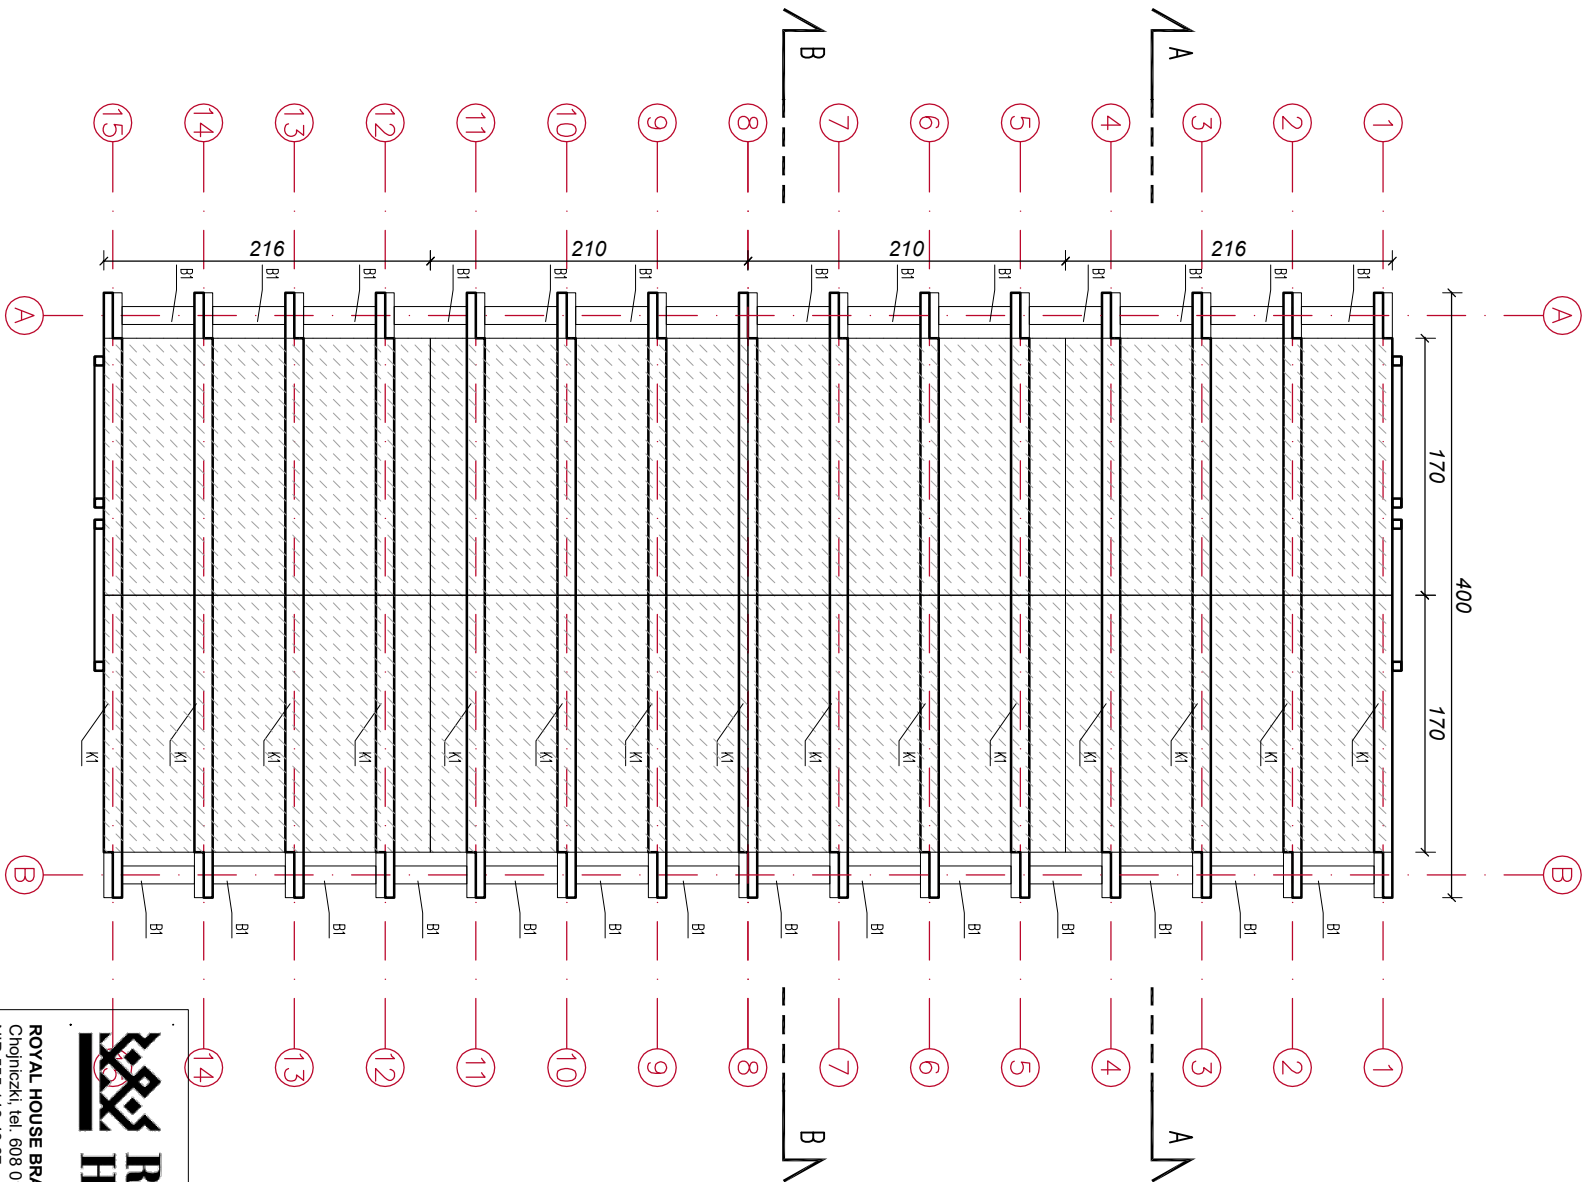 B
A
15 14 13 12 11 10 9 8 7 6 5 4 3 2 1
216 210 210 216
B1 B1 B1 B1 B1 B1 B1 B1 B1 B1 B1 B1 B1 B1
A A
170
400
170
K1 K1 K1 K1 K1 K1 K1 K1 K1 K1 K1 K1 K1 K1 K1
B B
B1 B1 B1 B1 B1 B1 B1 B1 B1 B1 B1 B1 B1 B1
15 14 13 12 11 10 9 8 7 6 5 4 3 2 1
B
A
R
H
ROYAL HOUSE BRA
Chojniczki, tel. 608 0